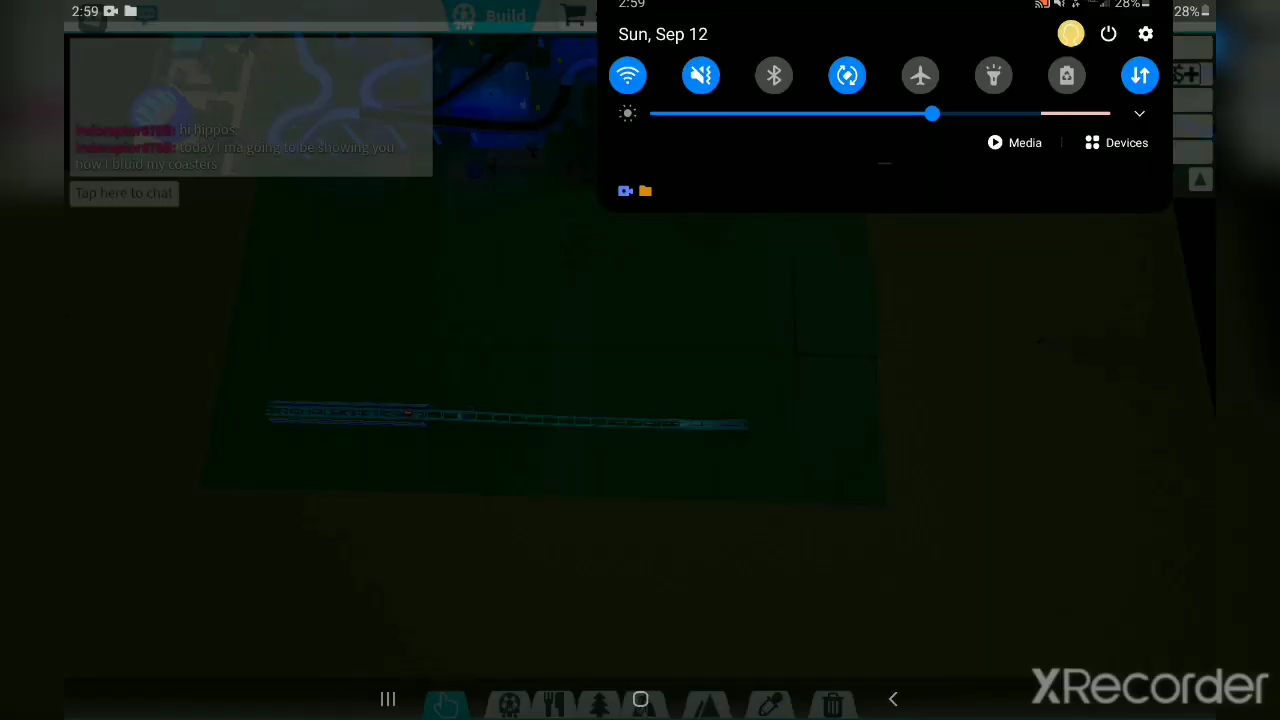 2:59
Build
2:59
28%
28%
Sun, Sep 12
Media
Devices
hi hippos
today I ma going to be showing you
how I bluid my coasters
Tap here to chat
XRecorder